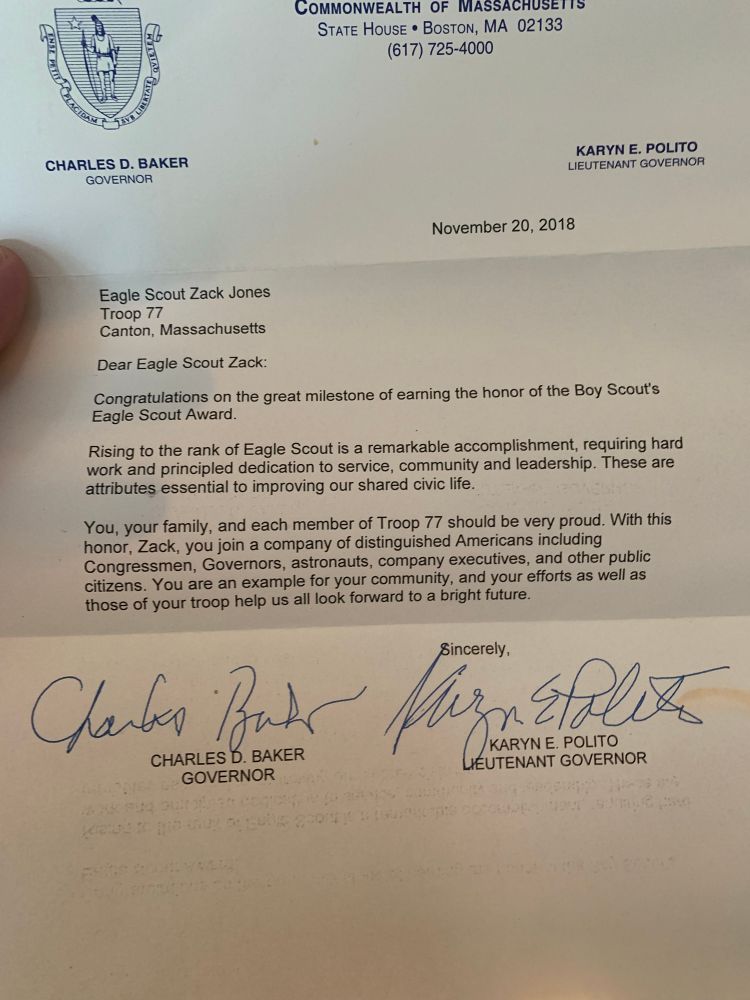 COMMONWEALTH OF MASSACHUSETTS
STATE HOUSE • BOSTON, MA 02133
(617) 725-4000
ENSE PETIT PLACIDAM SUB LIBERTATE QUIETEM
CHARLES D. BAKER
GOVERNOR
KARYN E. POLITO
LIEUTENANT GOVERNOR
November 20, 2018
Eagle Scout Zack Jones
Troop 77
Canton, Massachusetts
Dear Eagle Scout Zack:
Congratulations on the great milestone of earning the honor of the Boy Scout's
Eagle Scout Award.
Rising to the rank of Eagle Scout is a remarkable accomplishment, requiring hard
work and principled dedication to service, community and leadership. These are
attributes essential to improving our shared civic life.
You, your family, and each member of Troop 77 should be very proud. With this
honor, Zack, you join a company of distinguished Americans including
Congressmen, Governors, astronauts, company executives, and other public
citizens. You are an example for your community, and your efforts as well as
those of your troop help us all look forward to a bright future.
Sincerely,
Charles Baker
Karyn E Polito
CHARLES D. BAKER
GOVERNOR
KARYN E. POLITO
LIEUTENANT GOVERNOR